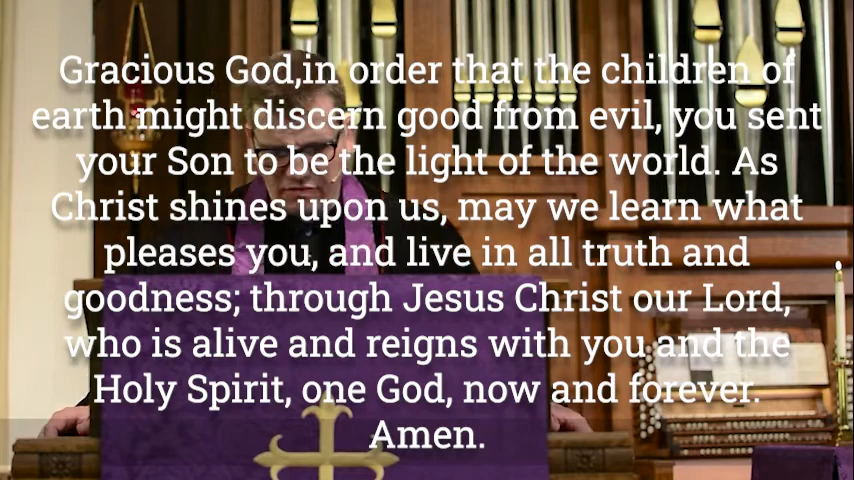 Gracious God,in order that the children of
earth might discern good from evil, you sent
your Son to be the light of the world. As
Christ shines upon us, may we learn what
pleases you, and live in all truth and
goodness; through Jesus Christ our Lord,
who is alive and reigns with you and the
Holy Spirit, one God, now and forever.
Amen.